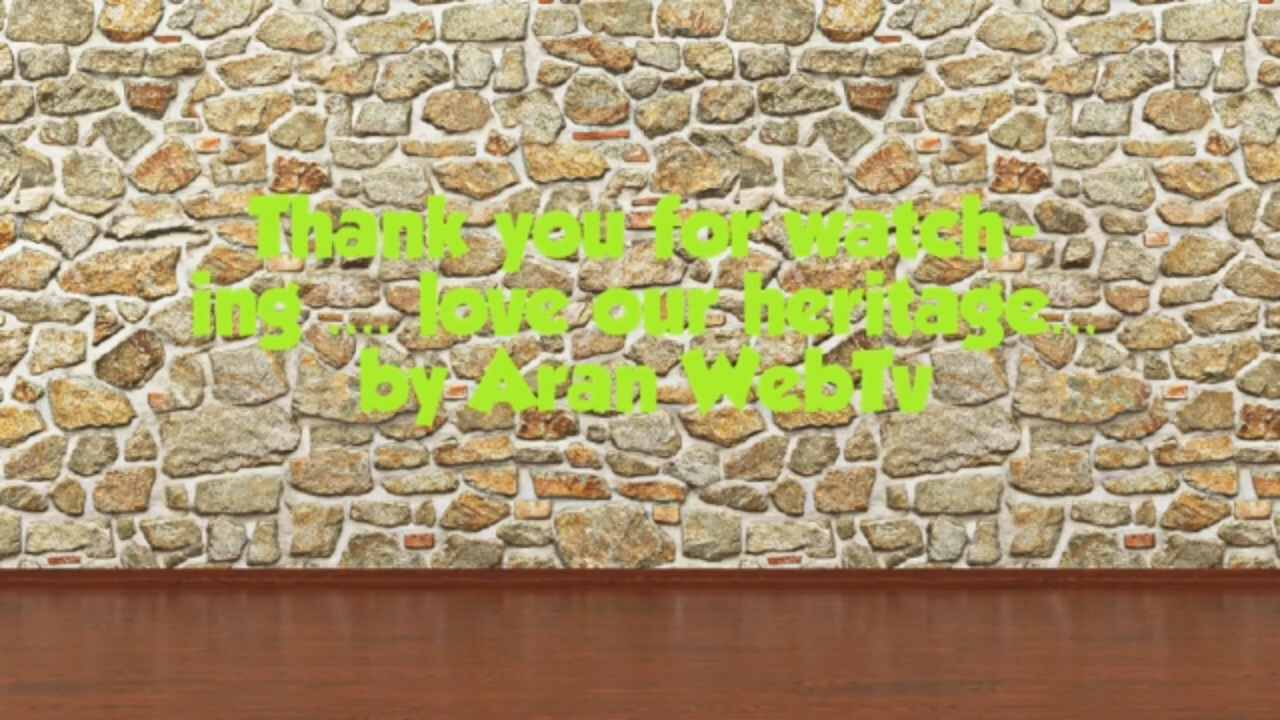 Thank you for watch-
ing .... love our heritage...
by Aran WebTv